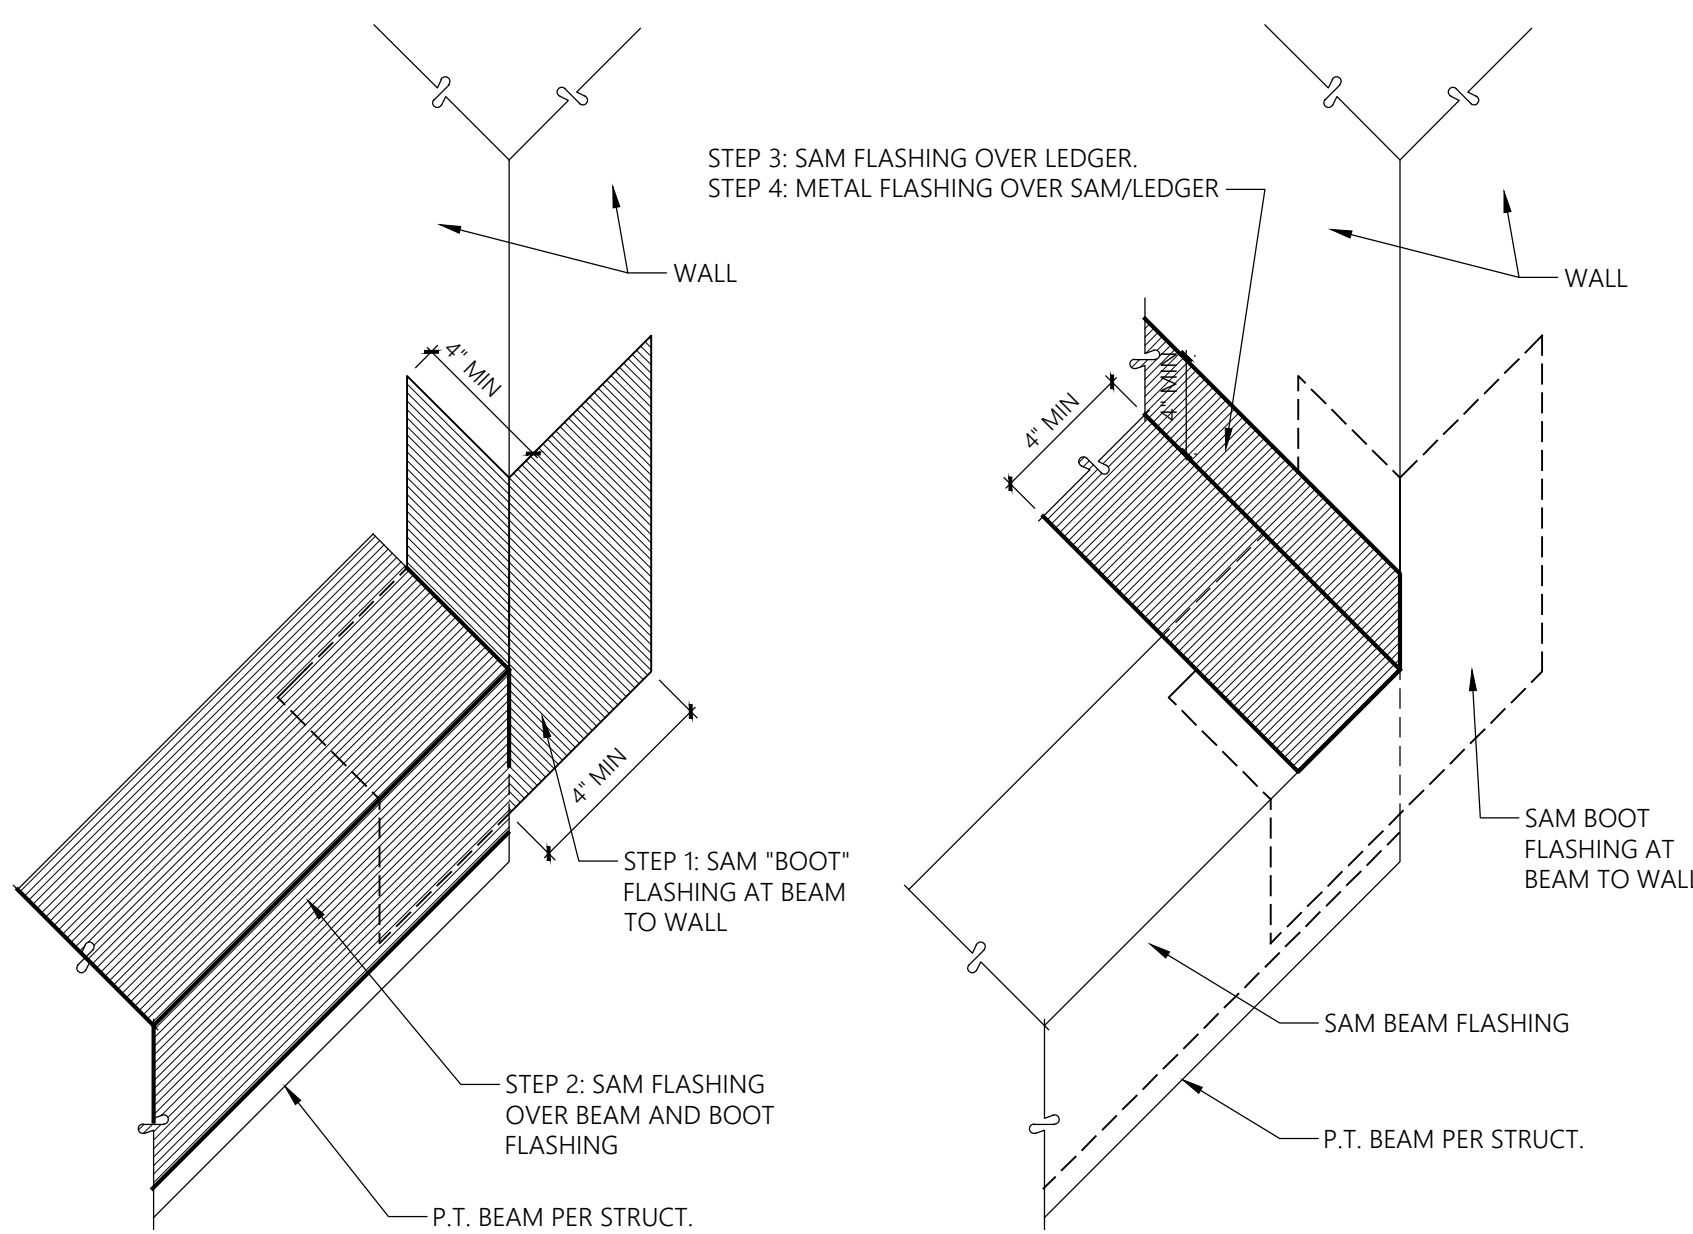 STEP 3: SAM FLASHING OVER LEDGER.
STEP 4: METAL FLASHING OVER SAM/LEDGER
WALL
WALL
4" MIN
4" MIN
4" MIN
4" MIN
STEP 1: SAM "BOOT"
FLASHING AT BEAM
TO WALL
SAM BOOT
FLASHING AT
BEAM TO WALL
SAM BEAM FLASHING
STEP 2: SAM FLASHING
OVER BEAM AND BOOT
FLASHING
P.T. BEAM PER STRUCT.
P.T. BEAM PER STRUCT.